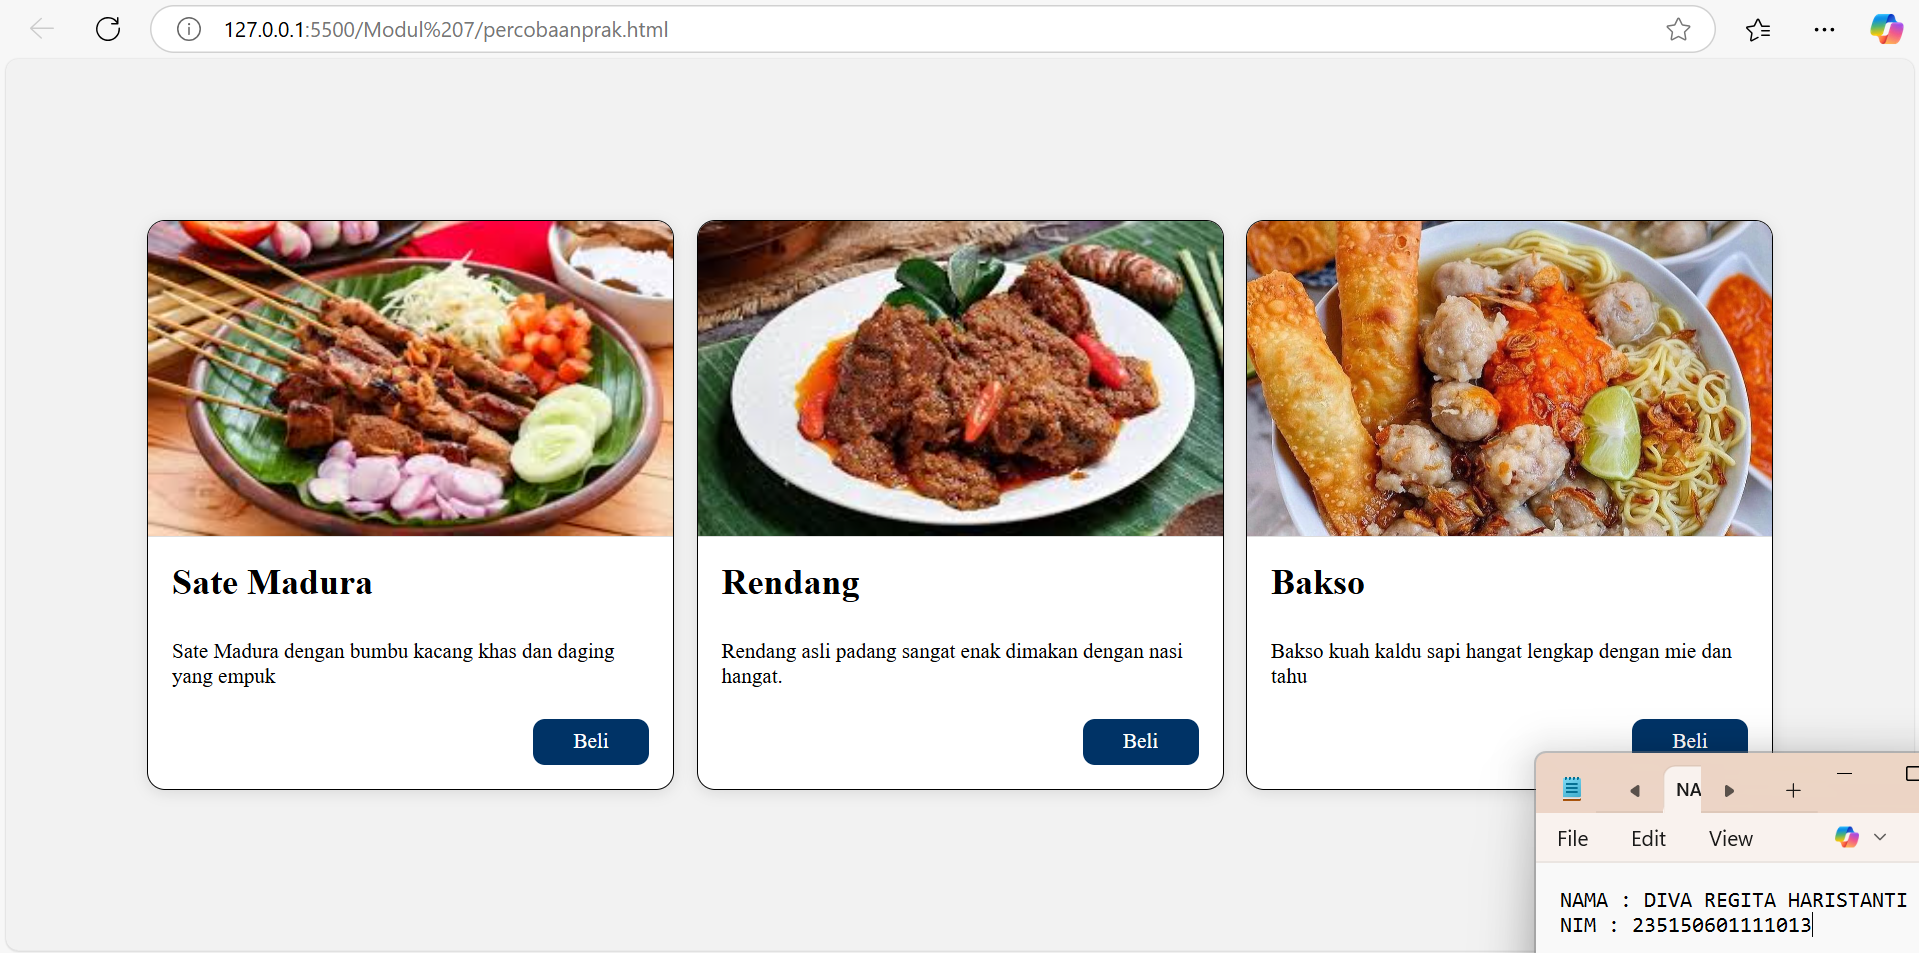 127.0.0.1:5500/Modul%207/percobaanprak.html
Sate Madura
Sate Madura dengan bumbu kacang khas dan daging
yang empuk
Beli
Rendang
Rendang asli padang sangat enak dimakan dengan nasi
hangat.
Beli
Bakso
Bakso kuah kaldu sapi hangat lengkap dengan mie dan
tahu
Beli
NA
File Edit View
NAMA : DIVA REGITA HARISTANTI
NIM : 235150601111013